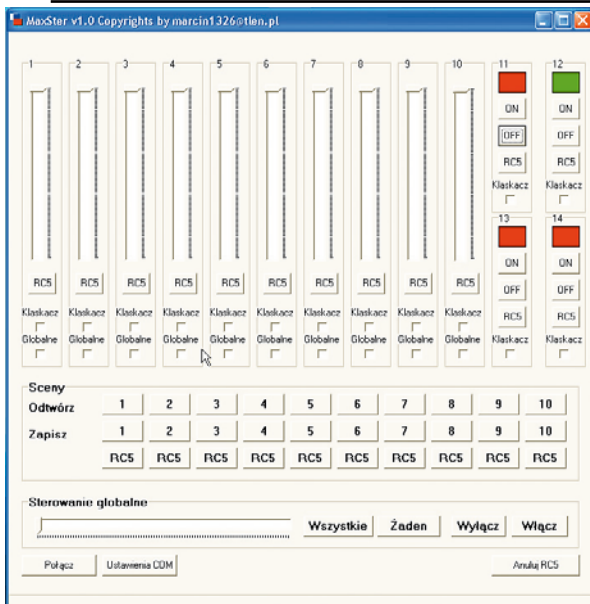 MaxSter v1.0 Copyrights by marcin1326@tlen.pl
1 2 3 4 5 6 7 8 9 10 11 12
ON ON
OFF OFF
RC5 RC5
Klaskacz Klaskacz
13 14
ON ON
RC5 RC5 RC5 RC5 RC5 RC5 RC5 RC5 RC5 RC5 OFF OFF
Klaskacz Klaskacz Klaskacz Klaskacz Klaskacz Klaskacz Klaskacz Klaskacz Klaskacz Klaskacz RC5 RC5
Globalne Globalne Globalne Globalne Globalne Globalne Globalne Globalne Globalne Globalne Klaskacz Klaskacz
Sceny
Odtwórz 1 2 3 4 5 6 7 8 9 10
Zapisz 1 2 3 4 5 6 7 8 9 10
RC5 RC5 RC5 RC5 RC5 RC5 RC5 RC5 RC5 RC5
Sterowanie globalne
Wszystkie Żaden Wyłącz Włącz
Połącz Ustawienia COM Anuluj RC5